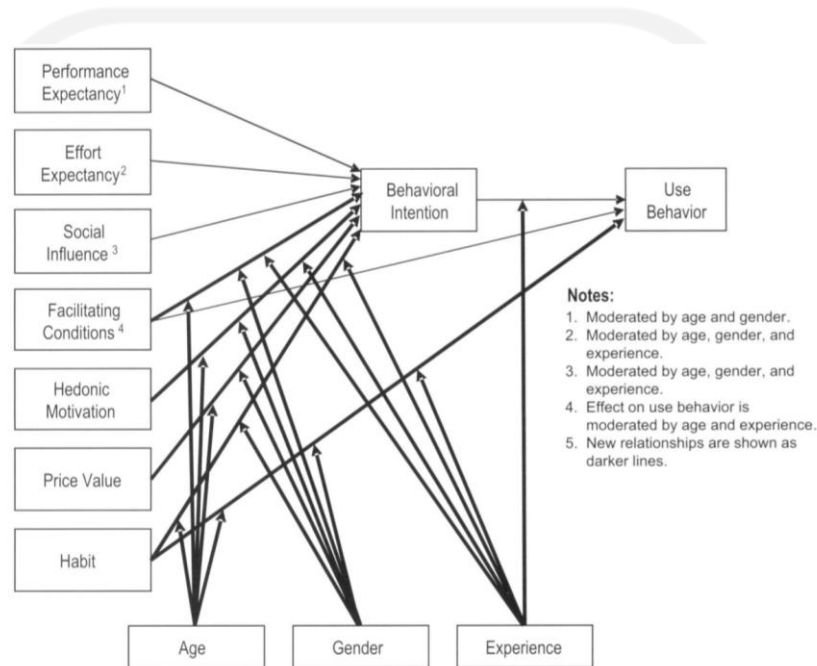 Performance
Expectancy1
Effort
Expectancy2
Social
Influence 3
Facilitating
Conditions 4
Hedonic
Motivation
Price Value
Habit
Behavioral
Intention
Use
Behavior
Notes:
1. Moderated by age and gender.
2. Moderated by age, gender, and
experience.
3. Moderated by age, gender, and
experience.
4. Effect on use behavior is
moderated by age and experience.
5. New relationships are shown as
darker lines.
Age
Gender
Experience